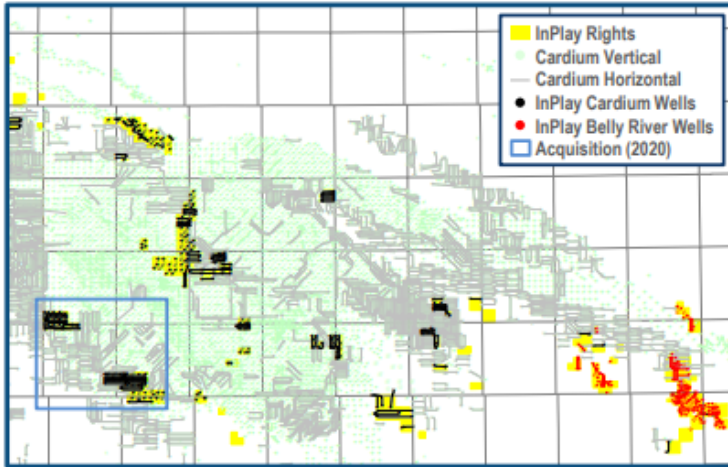 InPlay Rights
Cardium Vertical
Cardium Horizontal
InPlay Cardium Wells
InPlay Belly River Wells
Acquisition (2020)